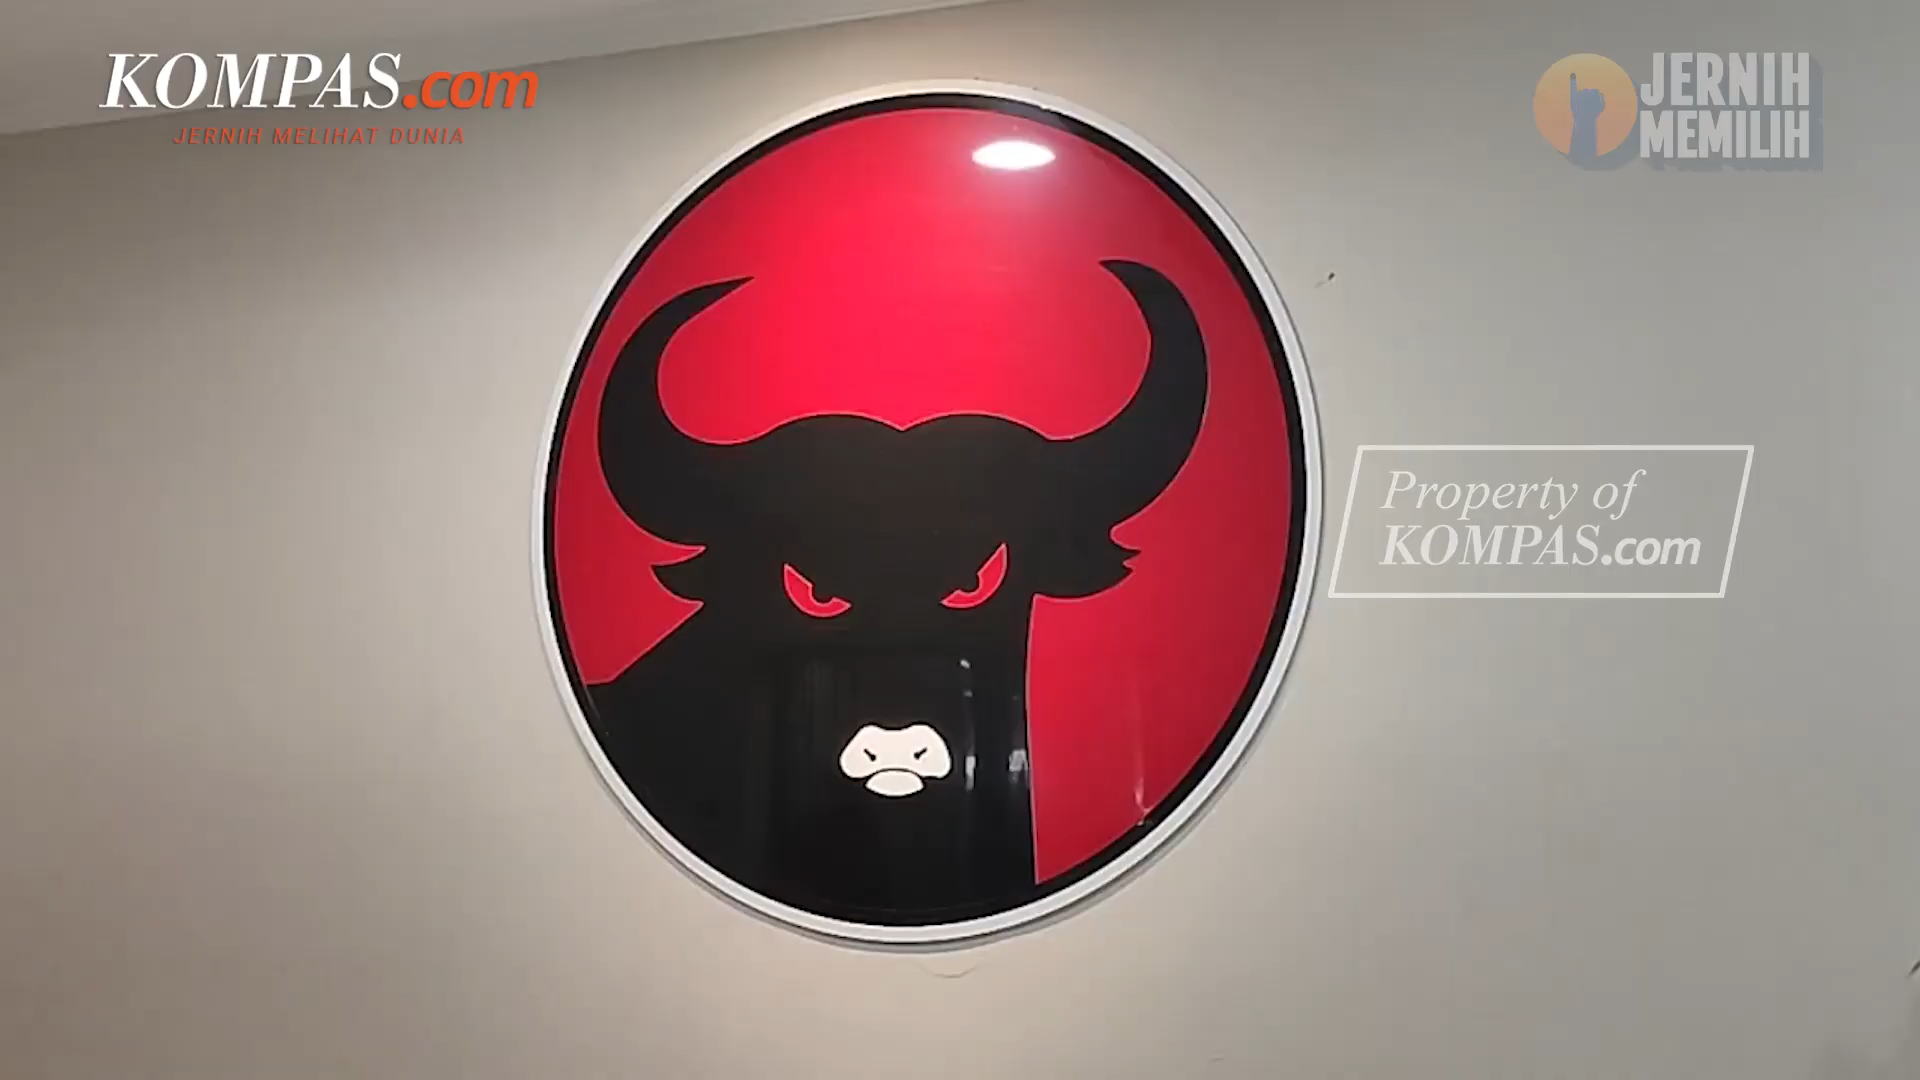 KOMPAS.com
JERNIH MELIHAT DUNIA
JERNIH
MEMILIH
Property of
KOMPAS.com